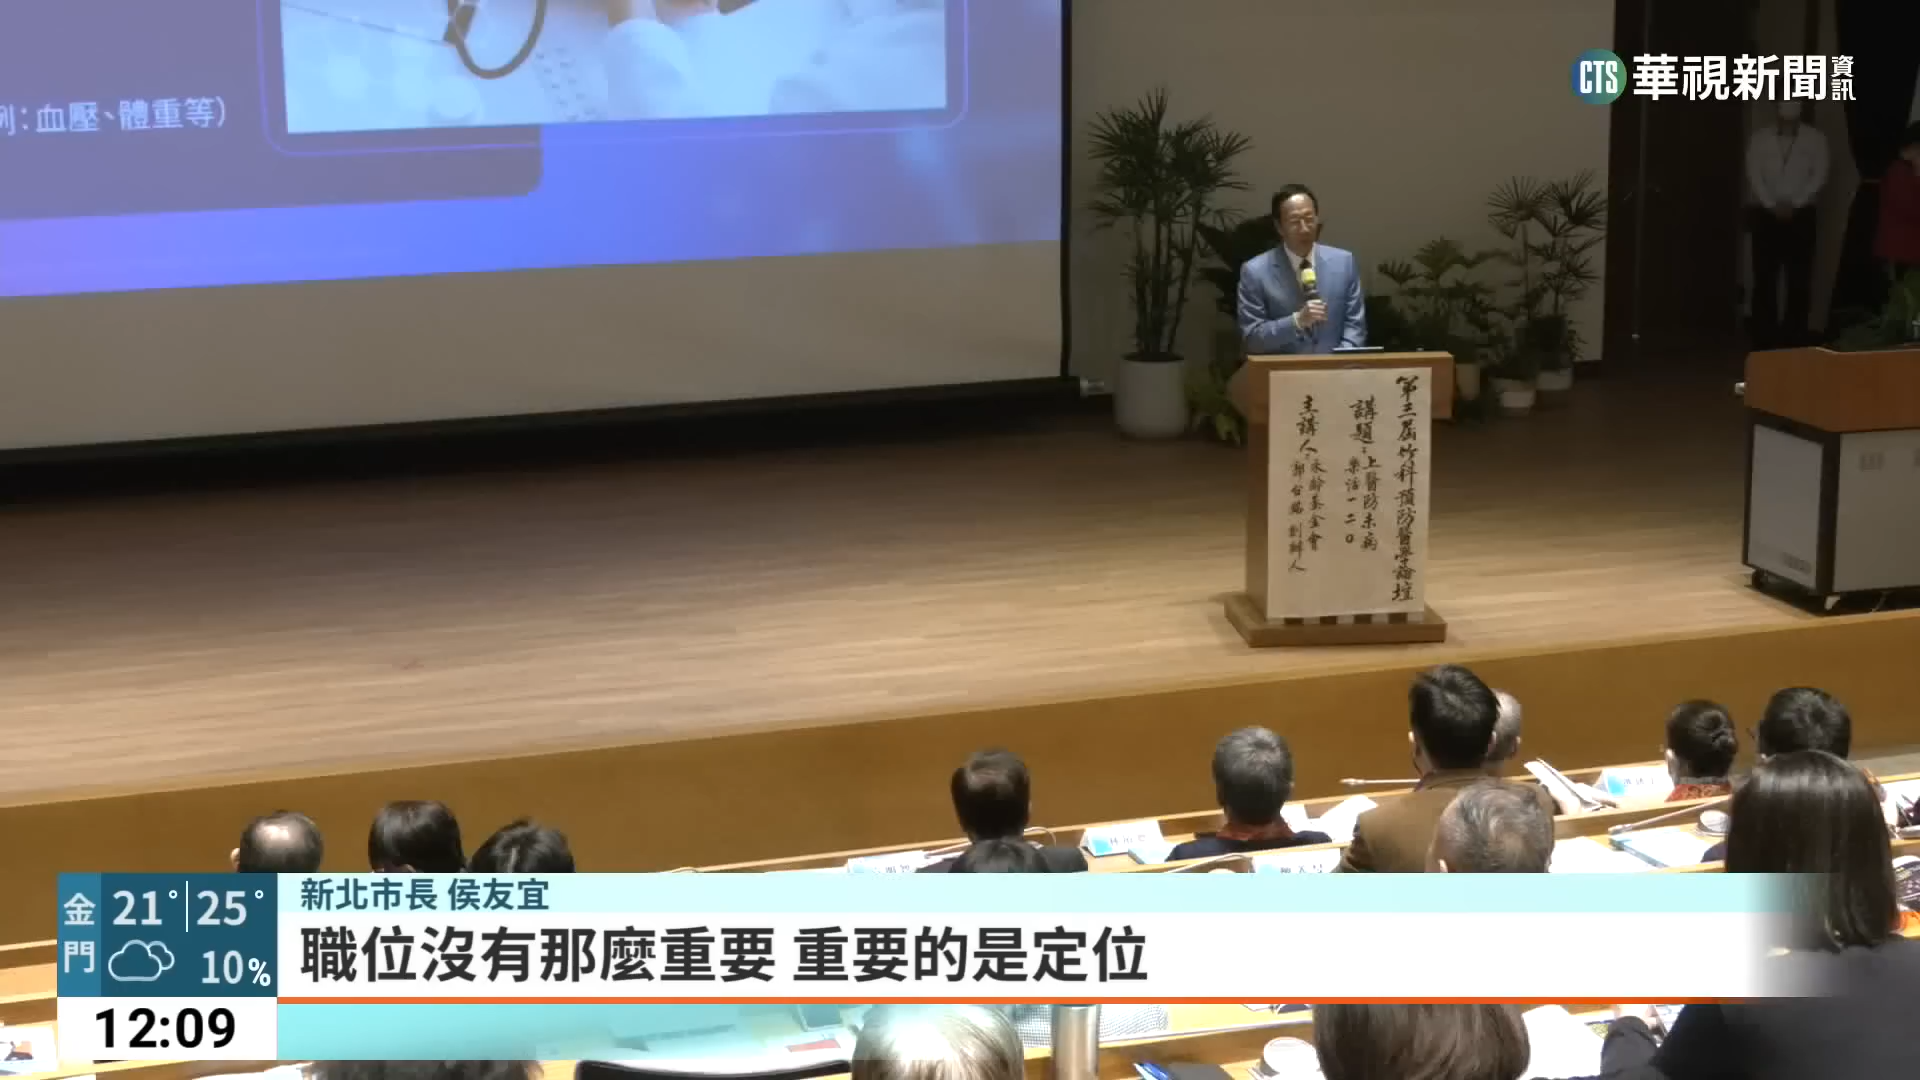 例:血壓、體重等)
CTS 華視新聞資訊
第三屆竹科預防醫學論壇
講題:上醫防未病
樂活一二0
主講人:永齡基金會
郭台銘 創辦人
新北市長 侯友宜
職位沒有那麼重要 重要的是定位
金門 21° 25°
10%
12:09